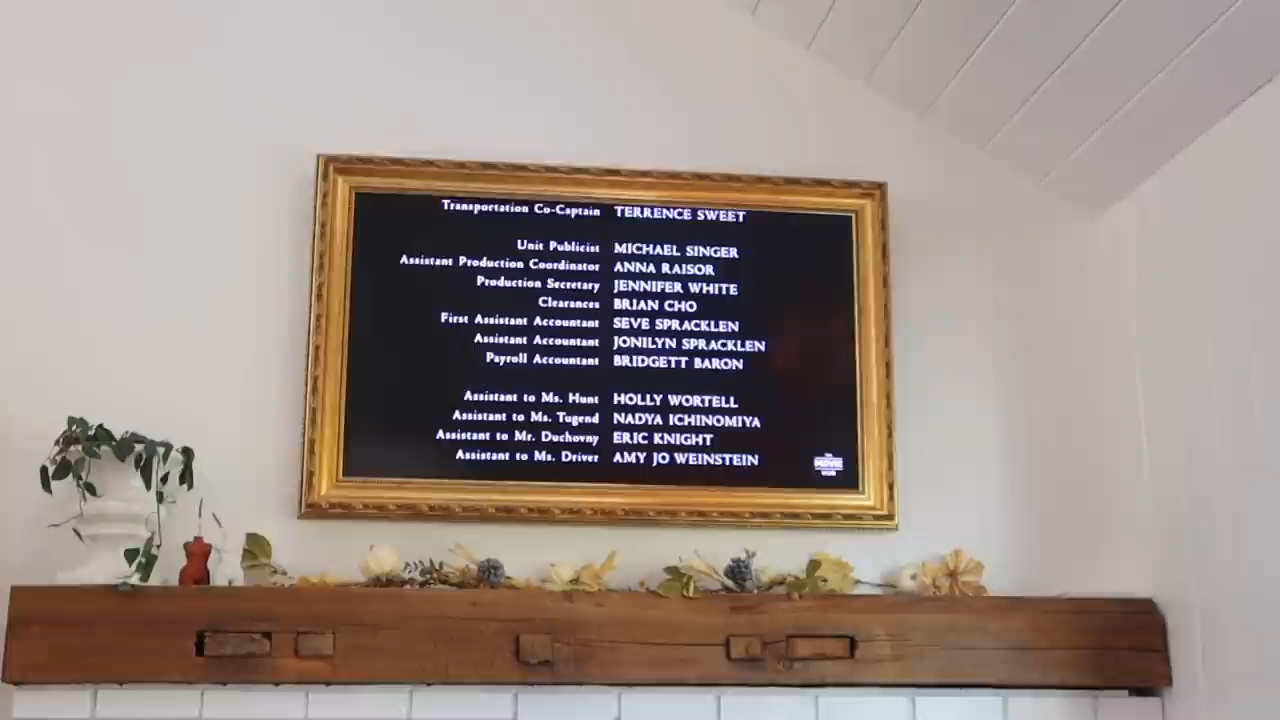 Transportation Co-Captain TERRENCE SWEET
Unit Publicist MICHAEL SINGER
Assistant Production Coordinator ANNA RAISOR
Production Secretary JENNIFER WHITE
Clearances BRIAN CHO
First Assistant Accountant SEVE SPRACKLEN
Assistant Accountant JONILYN SPRACKLEN
Payroll Accountant BRIDGETT BARON
Assistant to Ms. Hunt HOLLY WORTELL
Assistant to Ms. Tugend NADYA ICHINOMIYA
Assistant to Mr. Duchovny ERIC KNIGHT
Assistant to Ms. Driver AMY JO WEINSTEIN
MOVIE